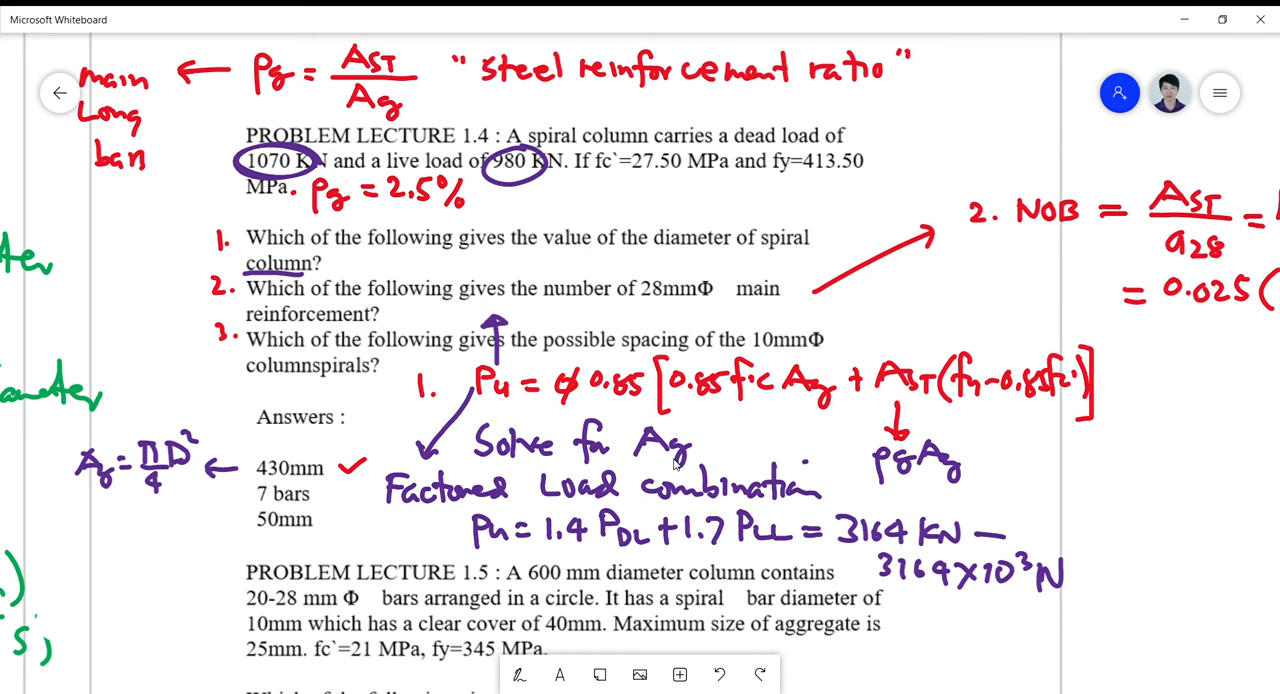 Microsoft Whiteboard
main ← ρg = AST / Ag "steel reinforcement ratio"
Long
bar
PROBLEM LECTURE 1.4 : A spiral column carries a dead load of
1070 KN and a live load of 980 KN. If fc`=27.50 MPa and fy=413.50
MPa. ρg = 2.5%
2. NOB = AST / a28 =
= 0.025(
1. Which of the following gives the value of the diameter of spiral
column?
2. Which of the following gives the number of 28mmΦ main
reinforcement?
3. Which of the following gives the possible spacing of the 10mmΦ
columnspirals?
1. Pu = ϕ 0.85 [0.85f'c Ag + AST(fy-0.85fc')]
Answers :
Solve for Ag
ρgAg
Ag = π/4 D² ←
430mm ✓
7 bars
50mm
Factored Load combination
Pu = 1.4 PDL + 1.7 PLL = 3164 KN —
3164x10³ N
PROBLEM LECTURE 1.5 : A 600 mm diameter column contains
20-28 mm Φ bars arranged in a circle. It has a spiral bar diameter of
10mm which has a clear cover of 40mm. Maximum size of aggregate is
25mm. fc`=21 MPa, fy=345 MPa.